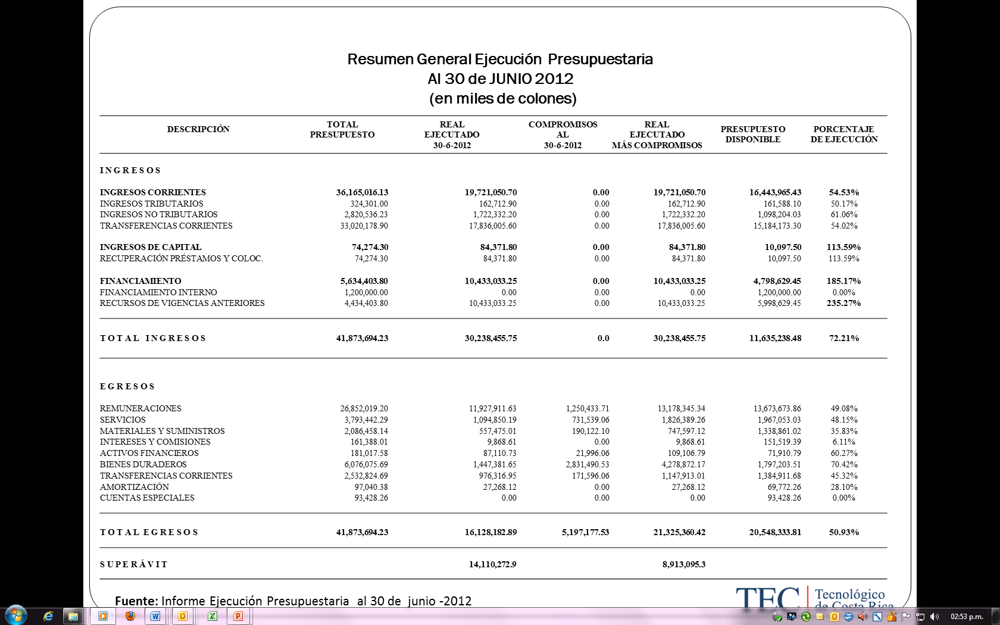 Resumen General Ejecución Presupuestaria
Al 30 de JUNIO 2012
(en miles de colones)
DESCRIPCIÓN TOTAL PRESUPUESTO REAL EJECUTADO 30-6-2012 COMPROMISOS AL 30-6-2012 REAL EJECUTADO MÁS COMPROMISOS PRESUPUESTO DISPONIBLE PORCENTAJE DE EJECUCIÓN
I N G R E S O S
INGRESOS CORRIENTES 36,165,016.13 19,721,050.70 0.00 19,721,050.70 16,443,965.43 54.53%
INGRESOS TRIBUTARIOS 324,301.00 162,712.90 0.00 162,712.90 161,588.10 50.17%
INGRESOS NO TRIBUTARIOS 2,820,536.23 1,722,332.20 0.00 1,722,332.20 1,098,204.03 61.06%
TRANSFERENCIAS CORRIENTES 33,020,178.90 17,836,005.60 0.00 17,836,005.60 15,184,173.30 54.02%
INGRESOS DE CAPITAL 74,274.30 84,371.80 0.00 84,371.80 10,097.50 113.59%
RECUPERACIÓN PRÉSTAMOS Y COLOC. 74,274.30 84,371.80 0.00 84,371.80 10,097.50 113.59%
FINANCIAMIENTO 5,634,403.80 10,433,033.25 0.00 10,433,033.25 4,798,629.45 185.17%
FINANCIAMIENTO INTERNO 1,200,000.00 0.00 0.00 0.00 1,200,000.00 0.00%
RECURSOS DE VIGENCIAS ANTERIORES 4,434,403.80 10,433,033.25 0.00 10,433,033.25 5,998,629.45 235.27%
T O T A L I N G R E S O S 41,873,694.23 30,238,455.75 0.0 30,238,455.75 11,635,238.48 72.21%
E G R E S O S
REMUNERACIONES 26,852,019.20 11,927,911.63 1,250,433.71 13,178,345.34 13,673,673.86 49.08%
SERVICIOS 3,793,442.29 1,094,850.19 731,539.06 1,826,389.26 1,967,053.03 48.15%
MATERIALES Y SUMINISTROS 2,086,458.14 557,475.01 190,122.10 747,597.12 1,338,861.02 35.83%
INTERESES Y COMISIONES 161,388.01 9,868.61 0.00 9,868.61 151,519.39 6.11%
ACTIVOS FINANCIEROS 181,017.58 87,110.73 21,996.06 109,106.79 71,910.79 60.27%
BIENES DURADEROS 6,076,075.69 1,447,381.65 2,831,490.53 4,278,872.17 1,797,203.51 70.42%
TRANSFERENCIAS CORRIENTES 2,532,824.69 976,316.95 171,596.06 1,147,913.01 1,384,911.68 45.32%
AMORTIZACIÓN 97,040.38 27,268.12 0.00 27,268.12 69,772.26 28.10%
CUENTAS ESPECIALES 93,428.26 0.00 0.00 0.00 93,428.26 0.00%
T O T A L E G R E S O S 41,873,694.23 16,128,182.89 5,197,177.53 21,325,360.42 20,548,333.81 50.93%
S U P E R Á V I T 14,110,272.9 8,913,095.3
Fuente: Informe Ejecución Presupuestaria al 30 de junio -2012
TEC Tecnológico
de Costa Rica
02:53 p.m.